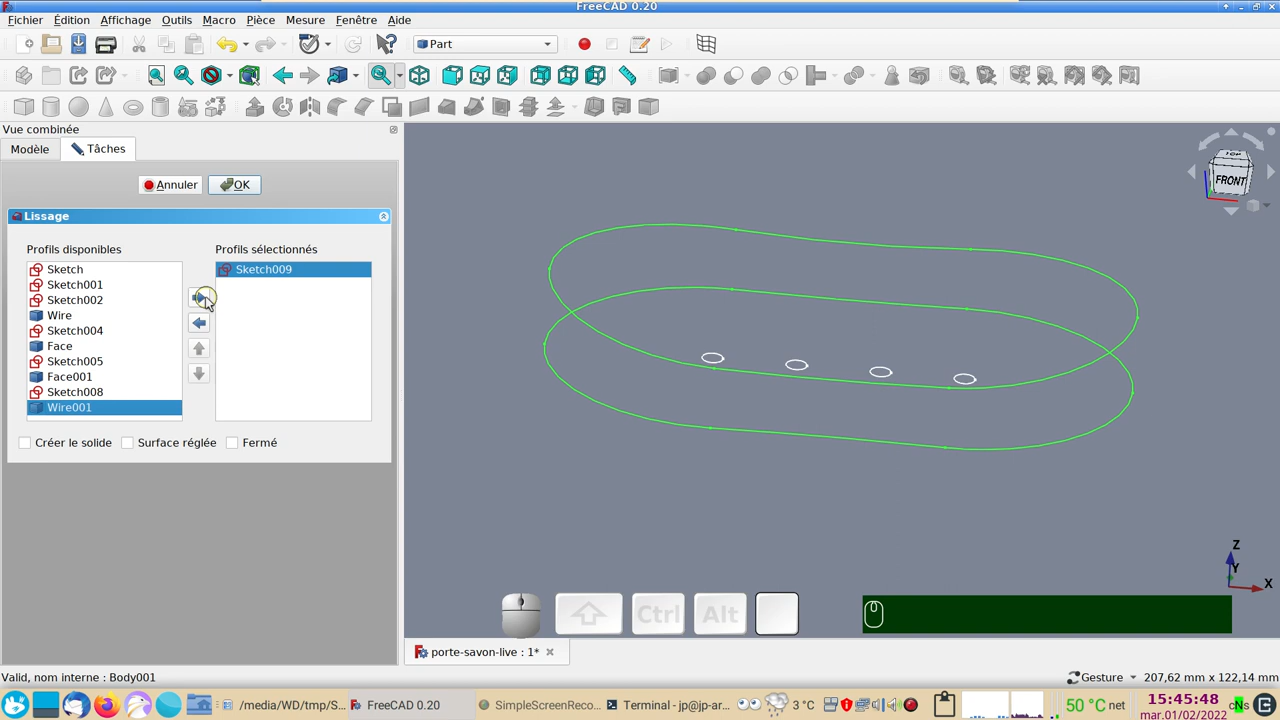 FreeCAD 0.20
Fichier Édition Affichage Outils Macro Pièce Mesure Fenêtre Aide
Part
Vue combinée
Modèle Tâches
Annuler OK
Lissage
Profils disponibles Profils sélectionnés
Sketch Sketch009
Sketch001
Sketch002
Wire
Sketch004
Face
Sketch005
Face001
Sketch008
Wire001
Créer le solide Surface réglée Fermé
TOP
FRONT
Z
Y
X
Ctrl Alt
porte-savon-live : 1*
Valid, nom interne : Body001 Gesture 207,62 mm x 122,14 mm
/media/WD/tmp/S... FreeCAD 0.20 SimpleScreenReco... Terminal - jp@jp-ar... 3 °C 50 °C net 15:45:48 cNs
mar.01/02/2022